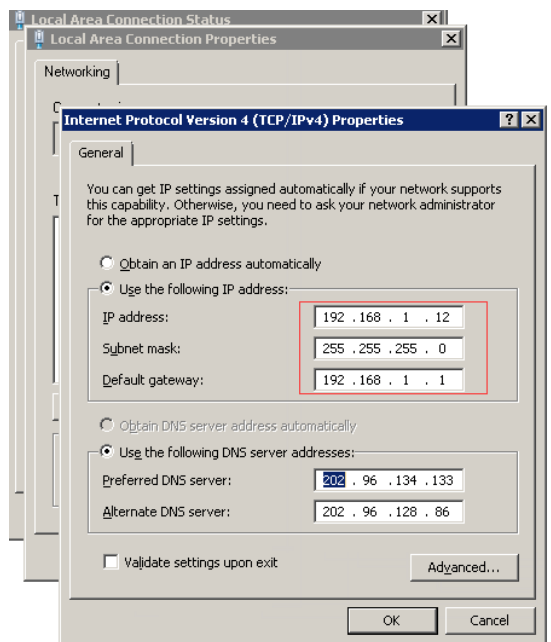 Local Area Connection Status
Local Area Connection Properties
Networking
Internet Protocol Version 4 (TCP/IPv4) Properties
General
You can get IP settings assigned automatically if your network supports
this capability. Otherwise, you need to ask your network administrator
for the appropriate IP settings.
Obtain an IP address automatically
Use the following IP address:
IP address: 192 . 168 . 1 . 12
Subnet mask: 255 . 255 . 255 . 0
Default gateway: 192 . 168 . 1 . 1
Obtain DNS server address automatically
Use the following DNS server addresses:
Preferred DNS server: 202 . 96 . 134 . 133
Alternate DNS server: 202 . 96 . 128 . 86
Validate settings upon exit
Advanced...
OK Cancel